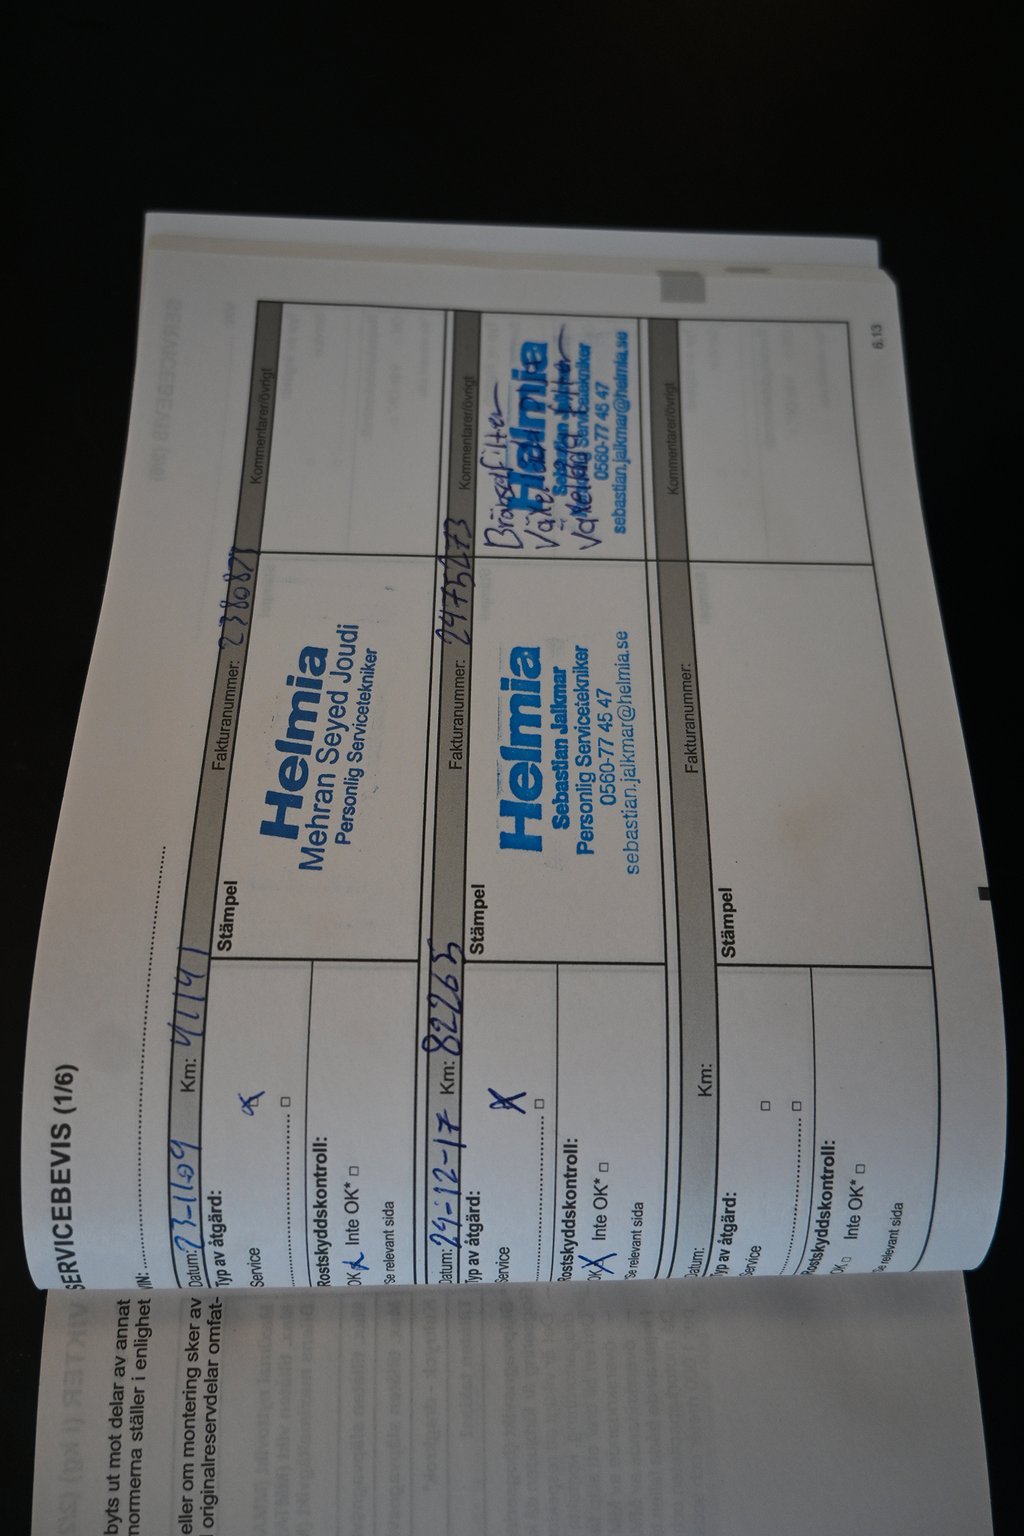 byts ut mot delar av annat
normerna ställer i enlighet
eller om montering sker av
originalreservdelar omfat-
SERVICEBEVIS (1/6)
VIN:
Datum: 23-11-09 Km: 41141 Fakturanummer: Kommentarer/övrigt
Typ av åtgärd:
Service
Rostskyddskontroll:
OK Inte OK*
*Se relevant sida
Stämpel
Helmia
Mehran Seyed Joudi
Personlig Servicetekniker
Datum: 24-12-17 Km: 82265 Fakturanummer: 2475273 Kommentarer/övrigt
Typ av åtgärd:
Service
Rostskyddskontroll:
OK Inte OK*
*Se relevant sida
Stämpel
Helmia
Sebastian Jalkmar
Personlig Servicetekniker
0560-77 45 47
sebastian.jalkmar@helmia.se
Bränselfilter
Helmia
Servicetekniker
0560-77 45 47
sebastian.jalkmar@helmia.se
Datum: Km: Fakturanummer: Kommentarer/övrigt
Typ av åtgärd:
Service
Rostskyddskontroll:
OK Inte OK*
*Se relevant sida
Stämpel
6.13